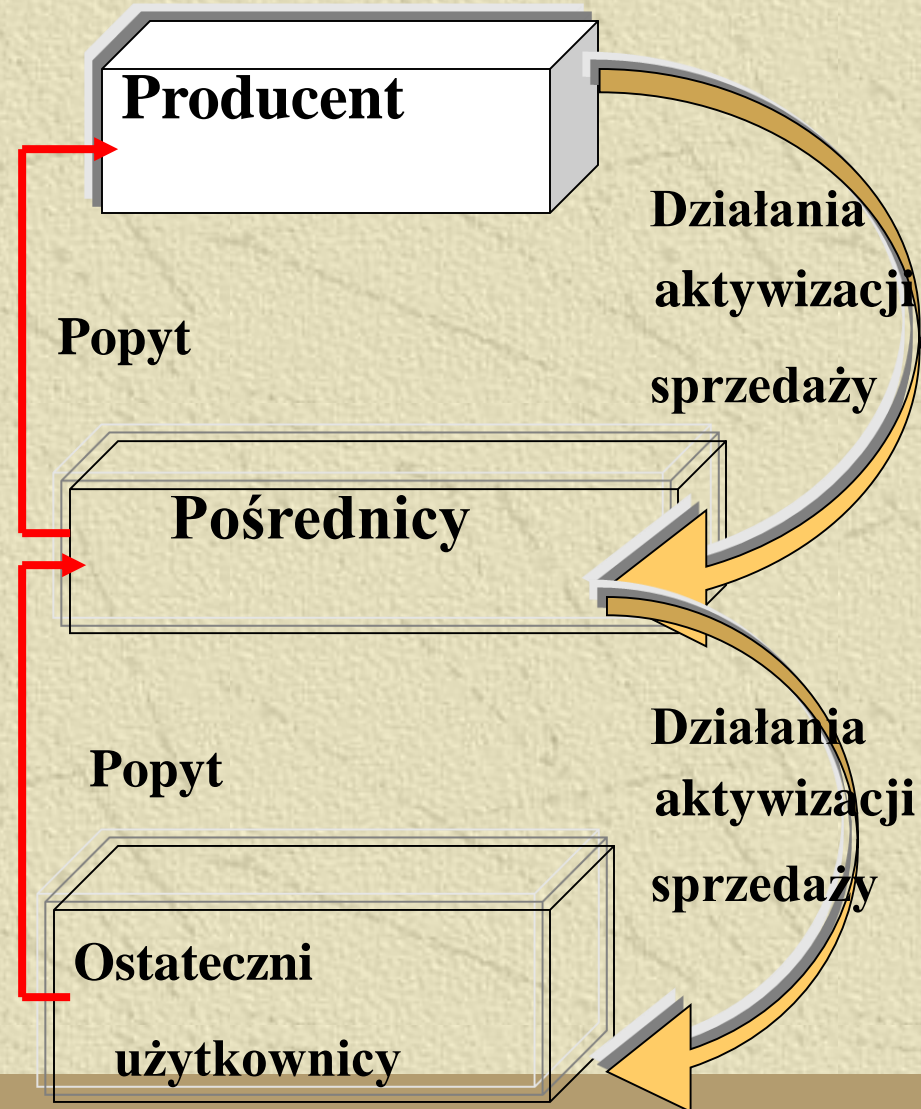 Producent
Działania
aktywizacji
sprzedaży
Popyt
Pośrednicy
Działania
aktywizacji
sprzedaży
Popyt
Ostateczni
użytkownicy